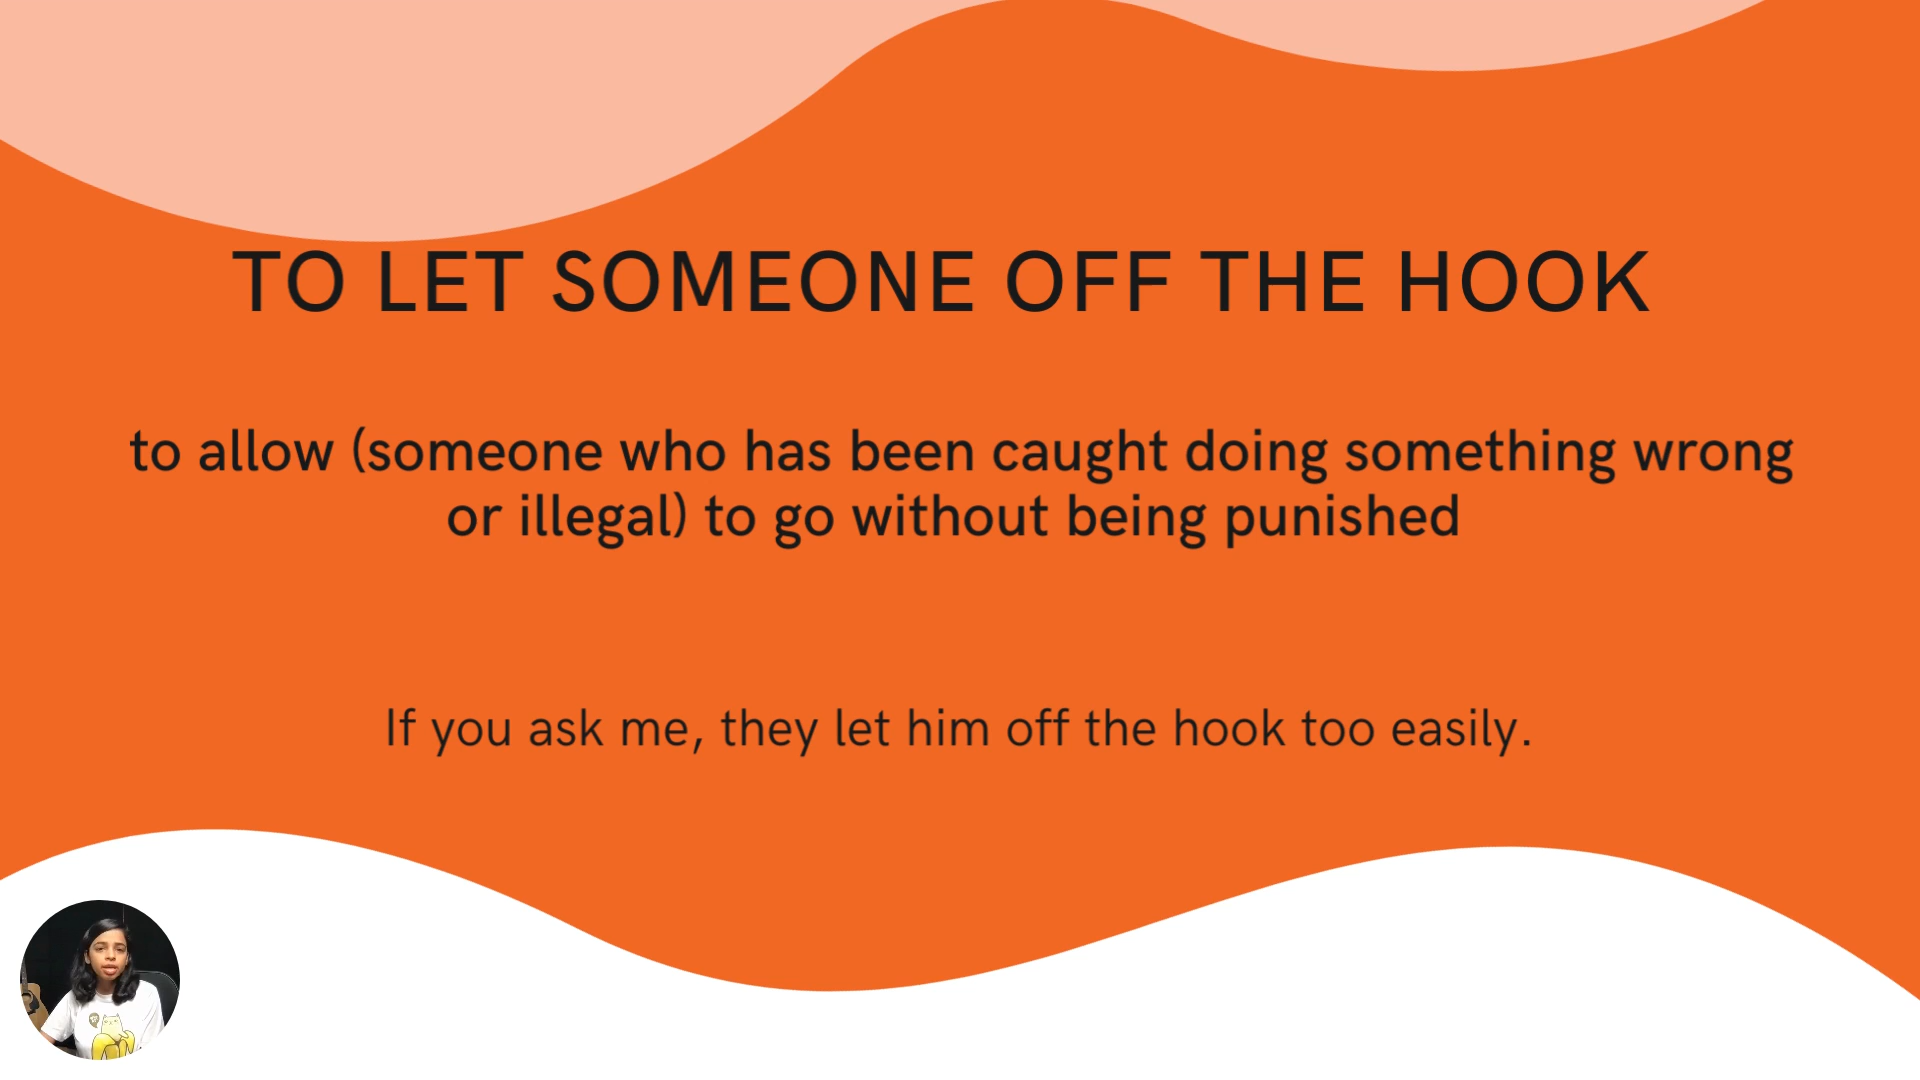 TO LET SOMEONE OFF THE HOOK
to allow (someone who has been caught doing something wrong
or illegal) to go without being punished
If you ask me, they let him off the hook too easily.